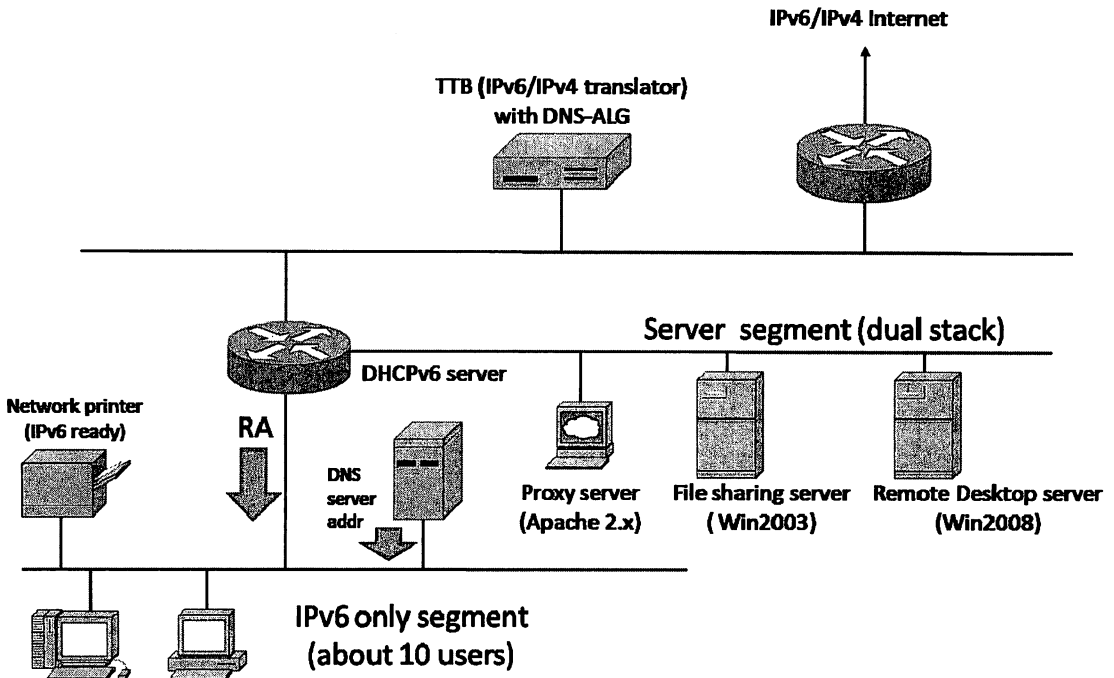 IPv6/IPv4 Internet
TTB (IPv6/IPv4 translator)
with DNS-ALG
Server segment (dual stack)
DHCPv6 server
Network printer
(IPv6 ready)
RA
DNS
server
addr
Proxy server
(Apache 2.x)
File sharing server
( Win2003)
Remote Desktop server
(Win2008)
IPv6 only segment
(about 10 users)